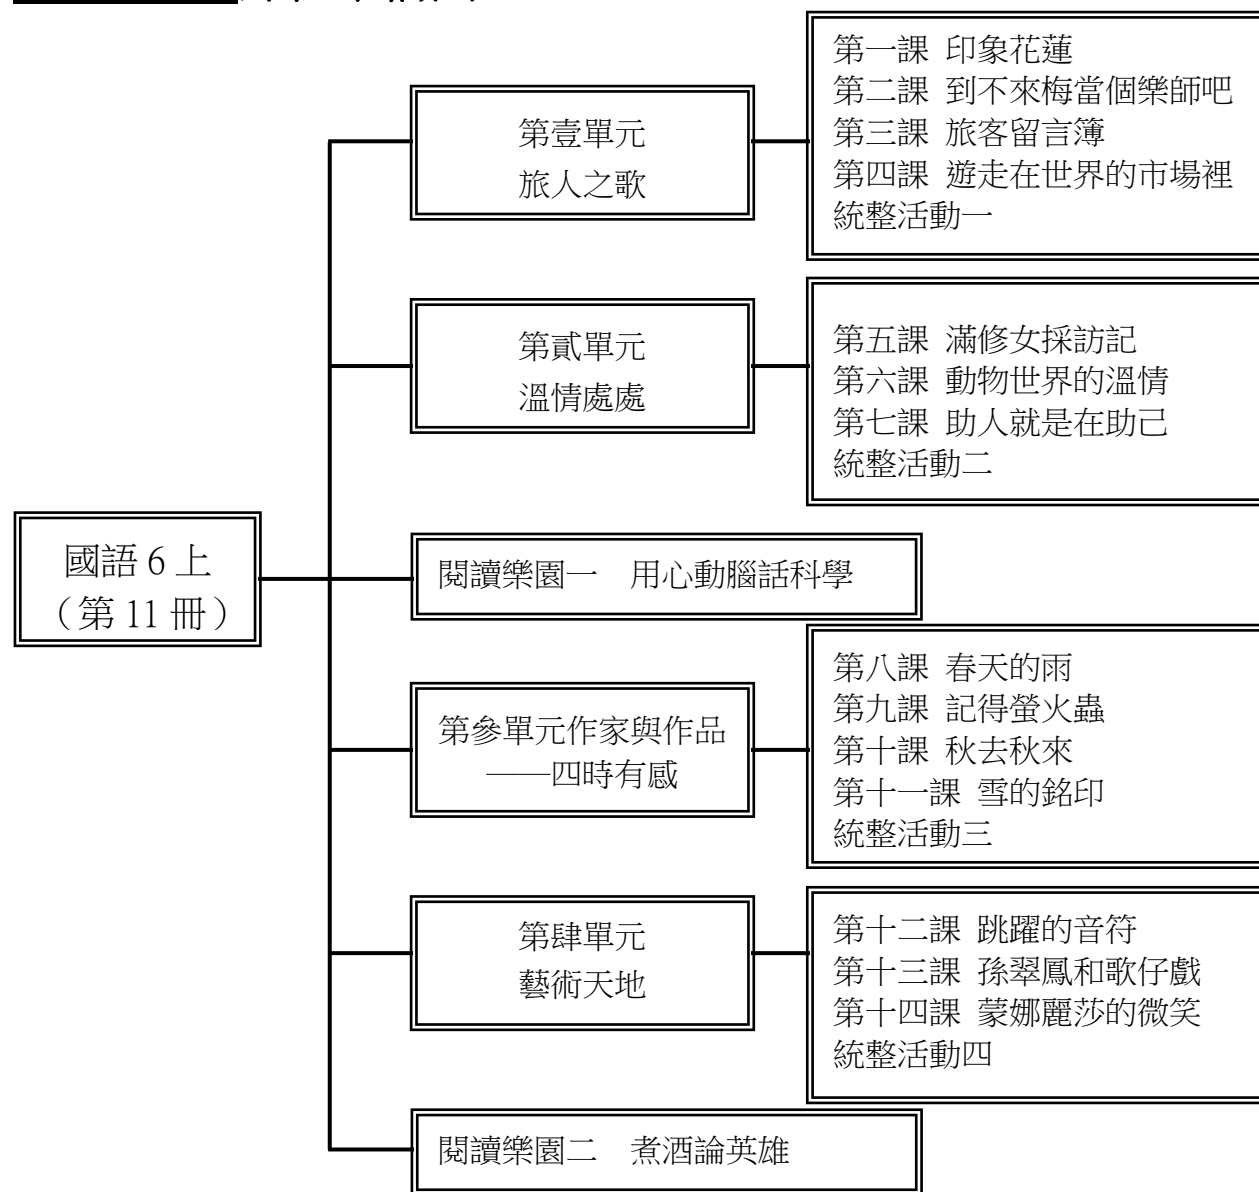 第一課 印象花蓮
第二課 到不來梅當個樂師吧
第三課 旅客留言簿
第四課 遊走在世界的市場裡
統整活動一
第壹單元
旅人之歌
第貳單元
溫情處處
第五課 滿修女採訪記
第六課 動物世界的溫情
第七課 助人就是在助己
統整活動二
國語 6 上
（第 11 冊）
閱讀樂園一　用心動腦話科學
第參單元作家與作品
——四時有感
第八課 春天的雨
第九課 記得螢火蟲
第十課 秋去秋來
第十一課 雪的銘印
統整活動三
第肆單元
藝術天地
第十二課 跳躍的音符
第十三課 孫翠鳳和歌仔戲
第十四課 蒙娜麗莎的微笑
統整活動四
閱讀樂園二　煮酒論英雄